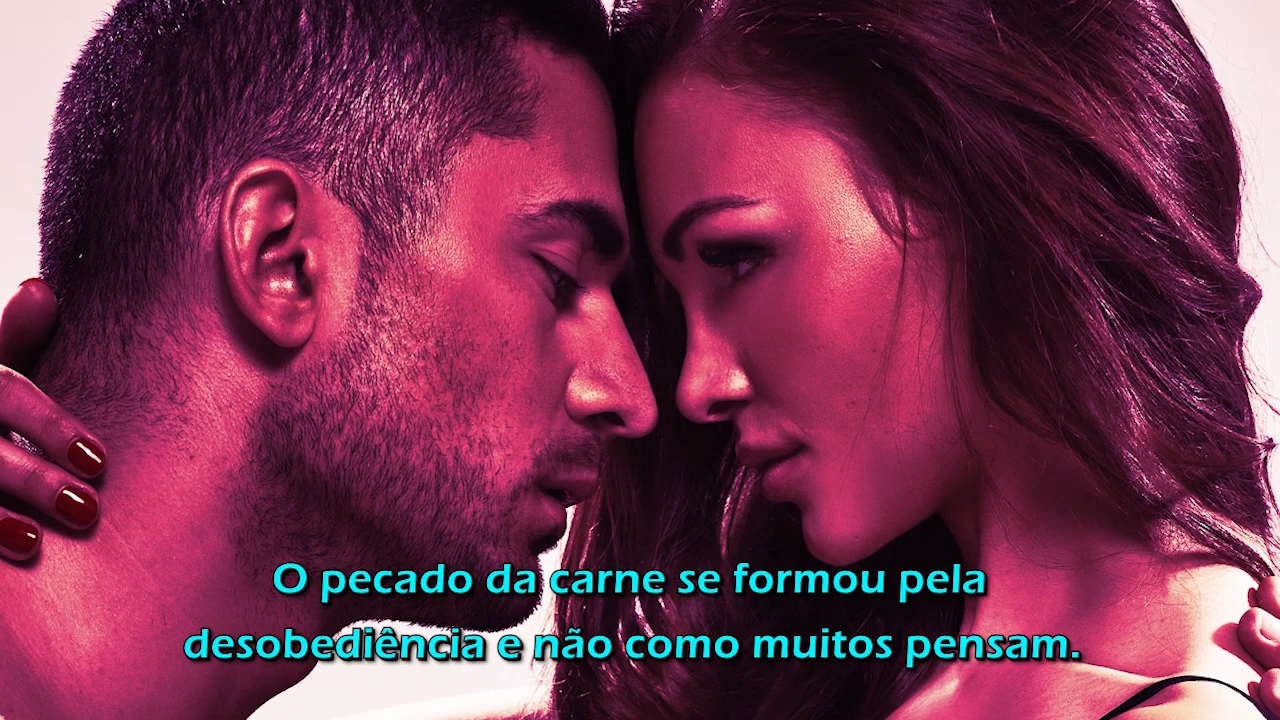 O pecado da carne se formou pela
desobediência e não como muitos pensam.